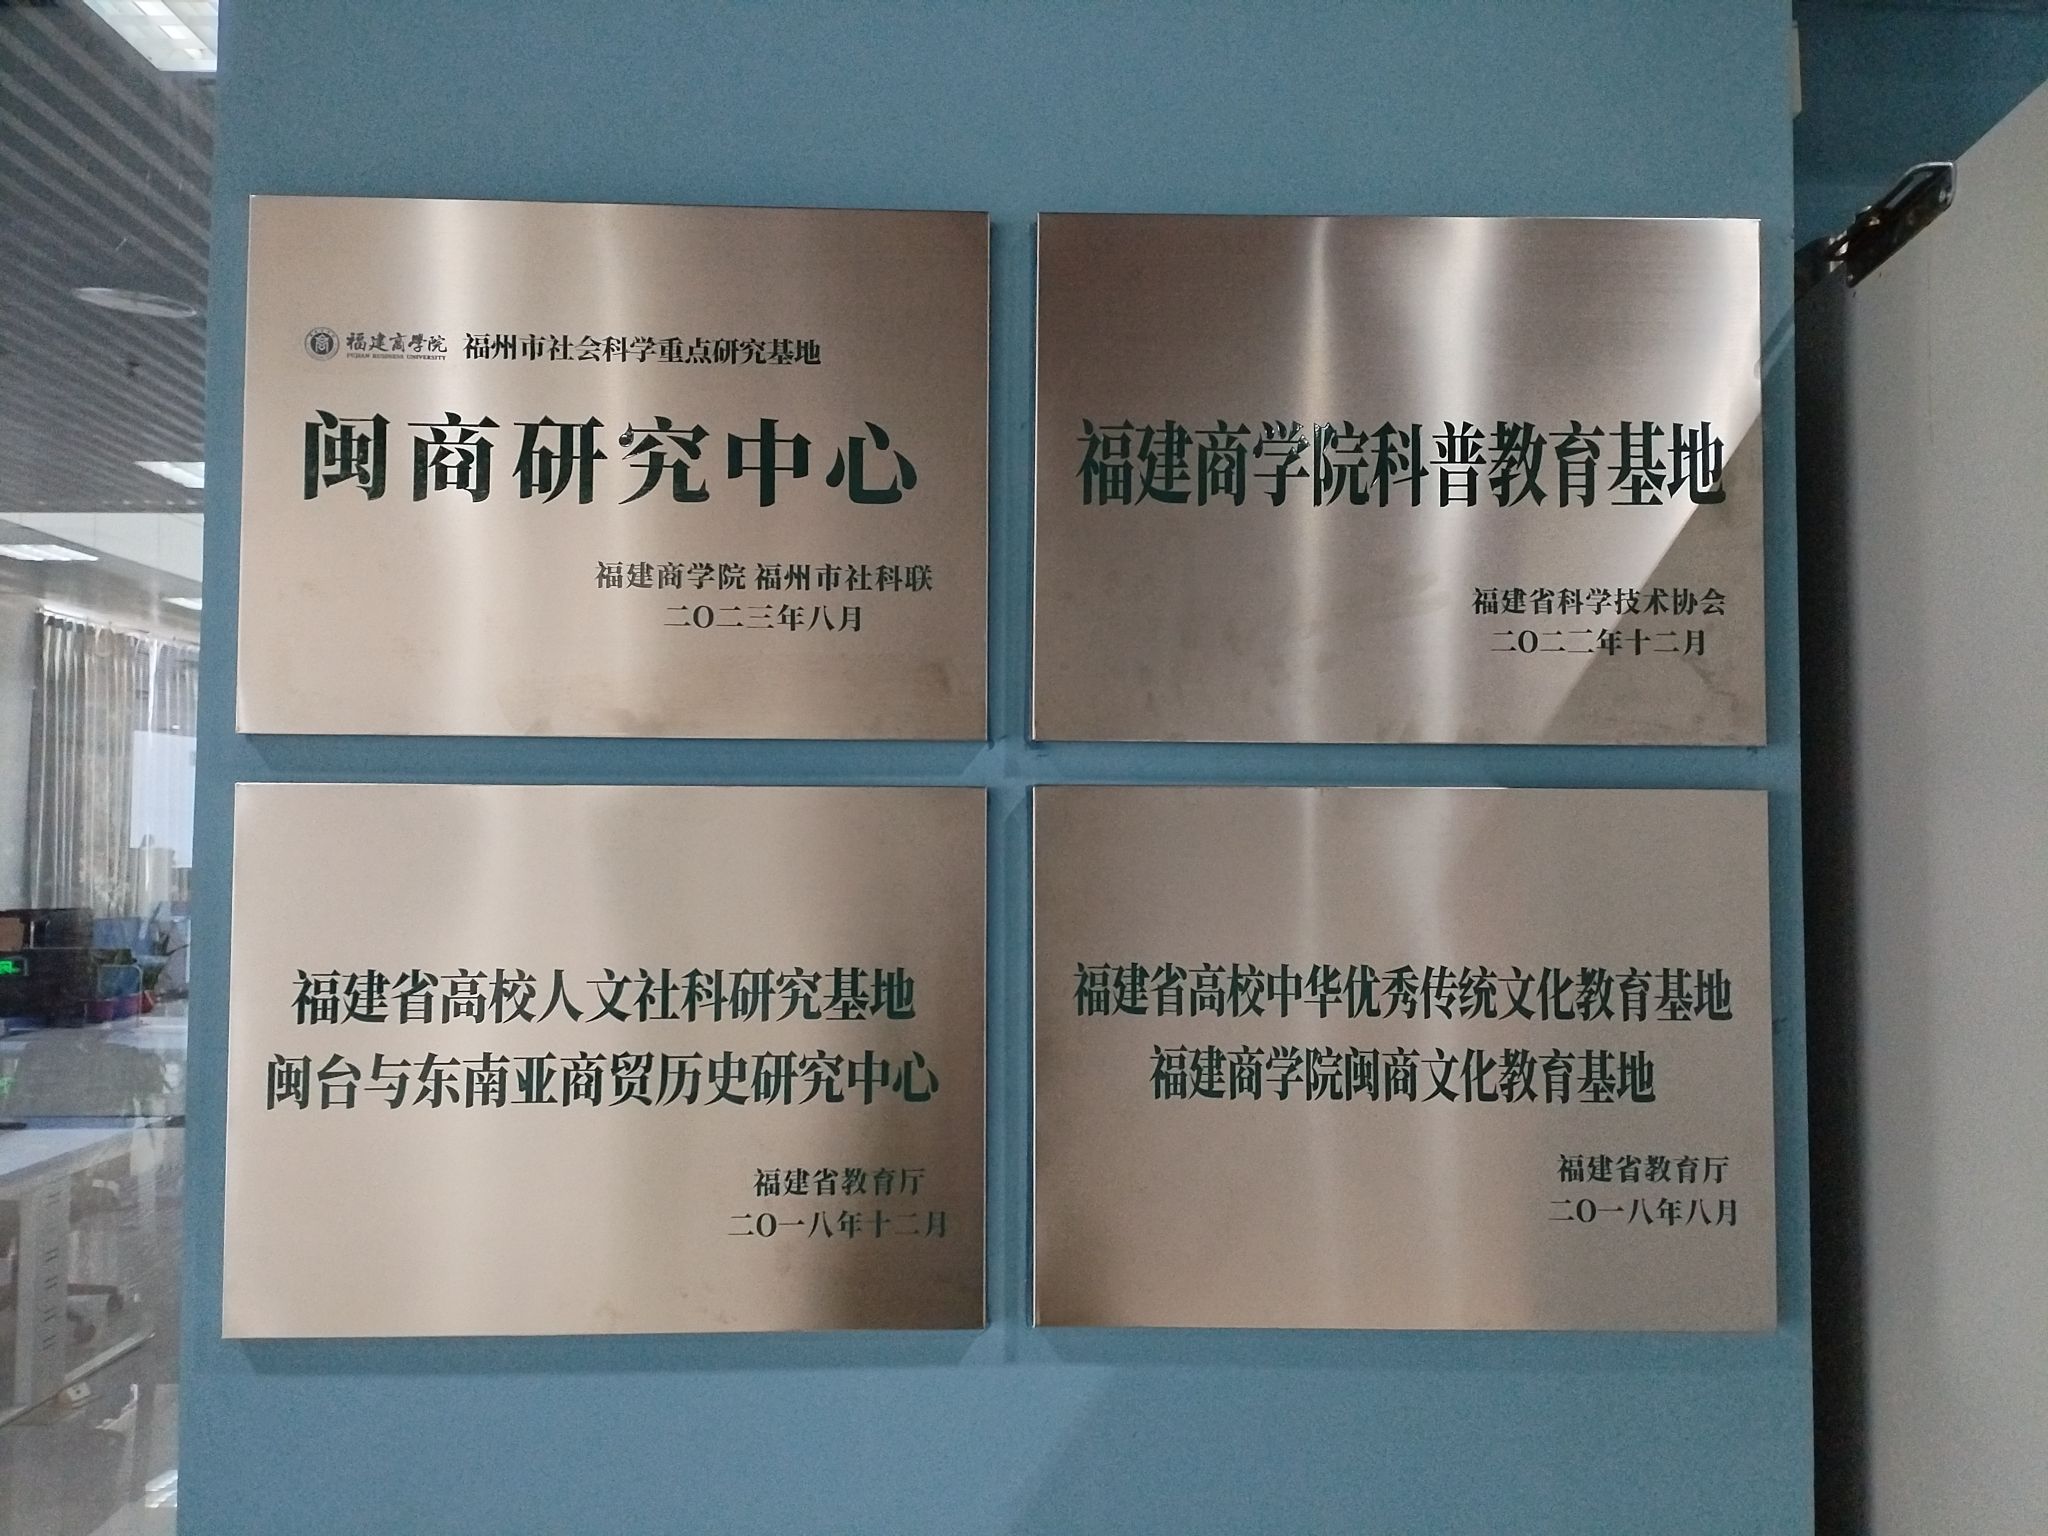 福建商学院 福州市社会科学重点研究基地
FUJIAN BUSINESS UNIVERSITY
闽商研究中心
福建商学院 福州市社科联
二〇二三年八月
福建商学院科普教育基地
福建省科学技术协会
二〇二二年十二月
福建省高校人文社科研究基地
闽台与东南亚商贸历史研究中心
福建省教育厅
二〇一八年十二月
福建省高校中华优秀传统文化教育基地
福建商学院闽商文化教育基地
福建省教育厅
二〇一八年八月